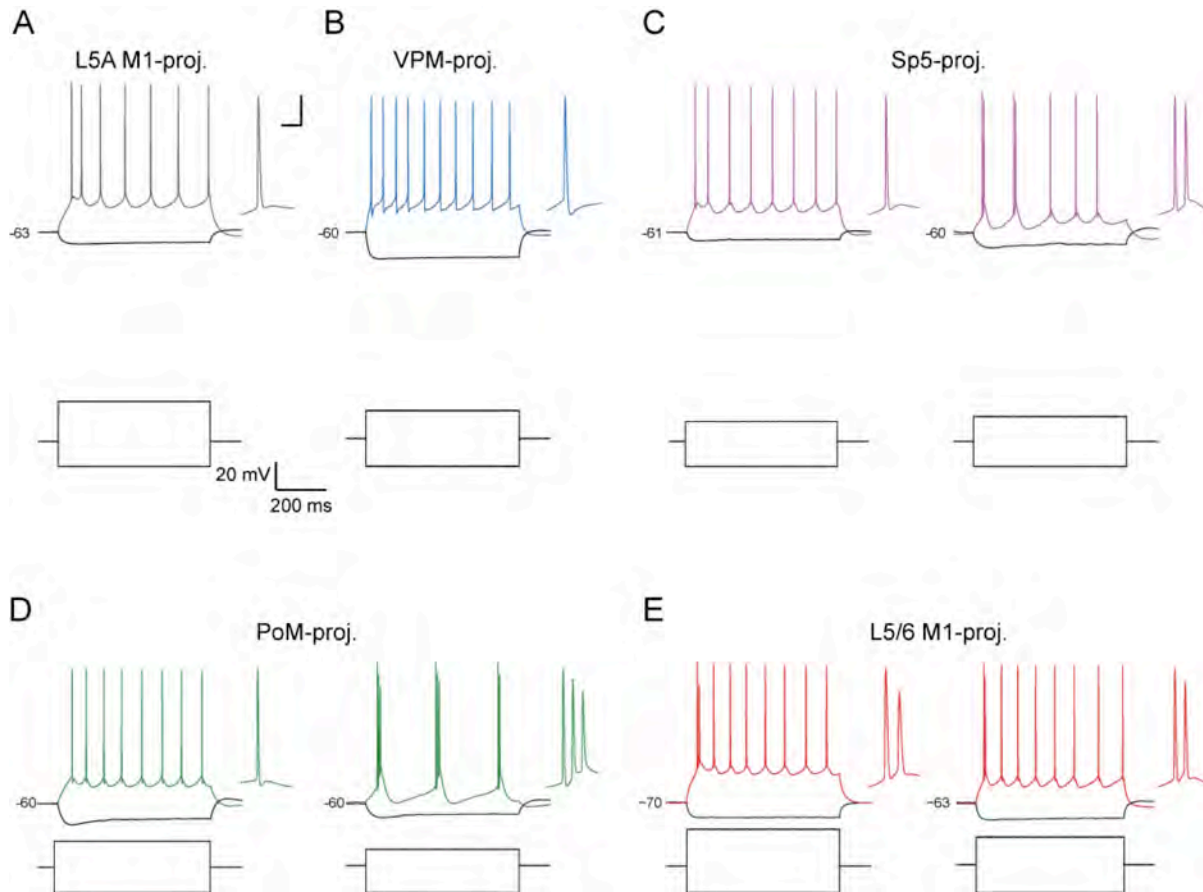 A
L5A M1-proj.
-63
B
VPM-proj.
-60
C
Sp5-proj.
-61
-60
20 mV
200 ms
D
PoM-proj.
-60
-60
E
L5/6 M1-proj.
-70
-63